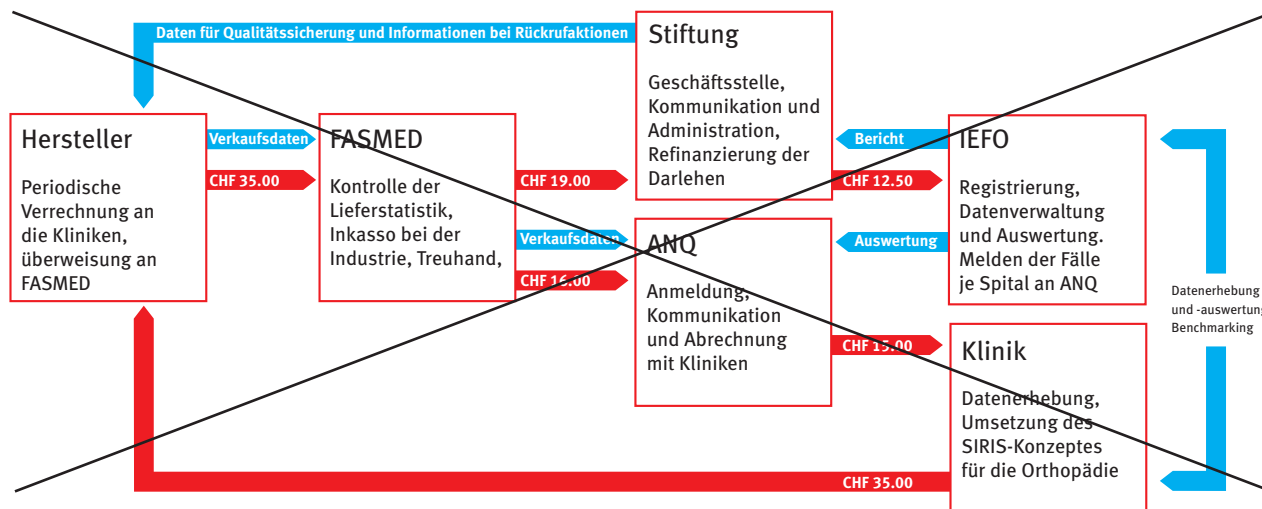 Daten für Qualitätssicherung und Informationen bei Rückrufaktionen
Stiftung
Geschäftsstelle,
Kommunikation und
Administration,
Refinanzierung der
Darlehen
Hersteller
Periodische
Verrechnung an
die Kliniken,
überweisung an
FASMED
Verkaufsdaten
CHF 35.00
FASMED
Kontrolle der
Lieferstatistik,
Inkasso bei der
Industrie, Treuhand,
CHF 19.00
Verkaufsdaten
CHF 16.00
Bericht
CHF 12.50
IEFO
Registrierung,
Datenverwaltung
und Auswertung.
Melden der Fälle
je Spital an ANQ
ANQ
Anmeldung,
Kommunikation
und Abrechnung
mit Kliniken
Auswertung
CHF 15.00
Klinik
Datenerhebung,
Umsetzung des
SIRIS-Konzeptes
für die Orthopädie
Datenerhebung
und -auswertung
Benchmarking
CHF 35.00